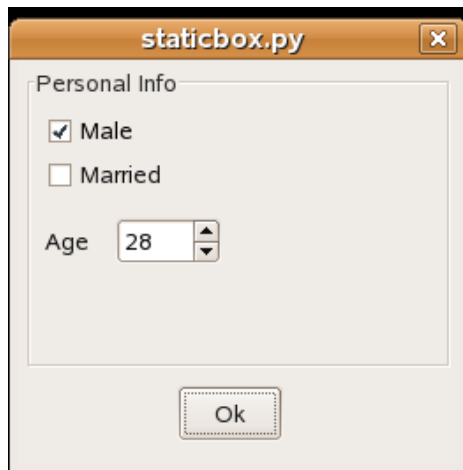 staticbox.py
Personal Info
Male
Married
Age 28
Ok